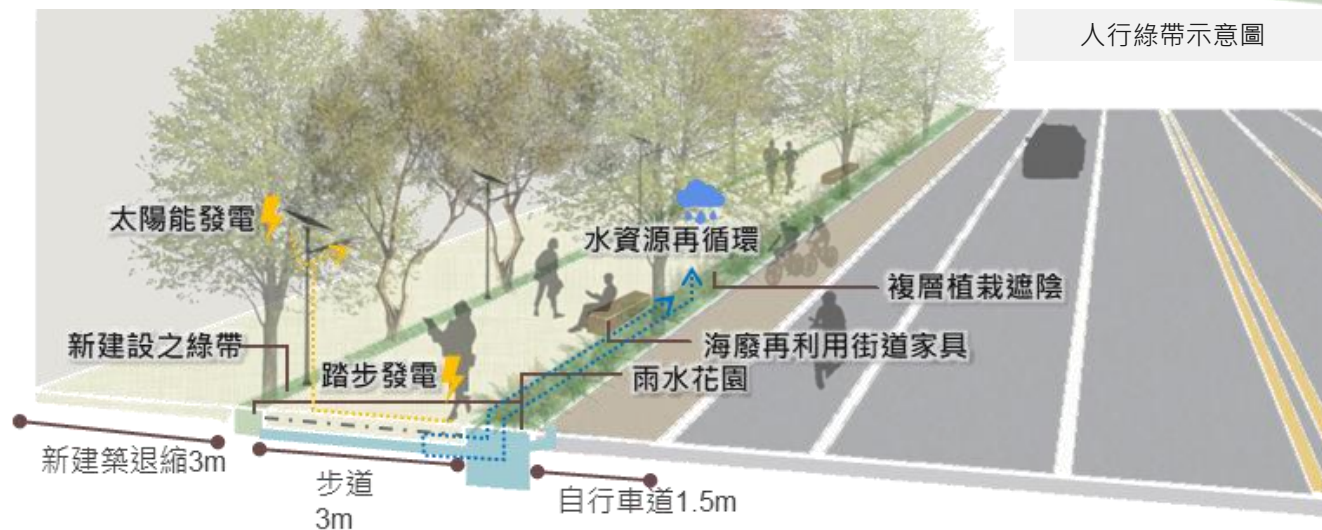 人行綠帶示意圖
太陽能發電
水資源再循環
複層植栽遮陰
新建設之綠帶
海廢再利用街道家具
踏步發電
雨水花園
新建築退縮3m
步道
3m
自行車道1.5m